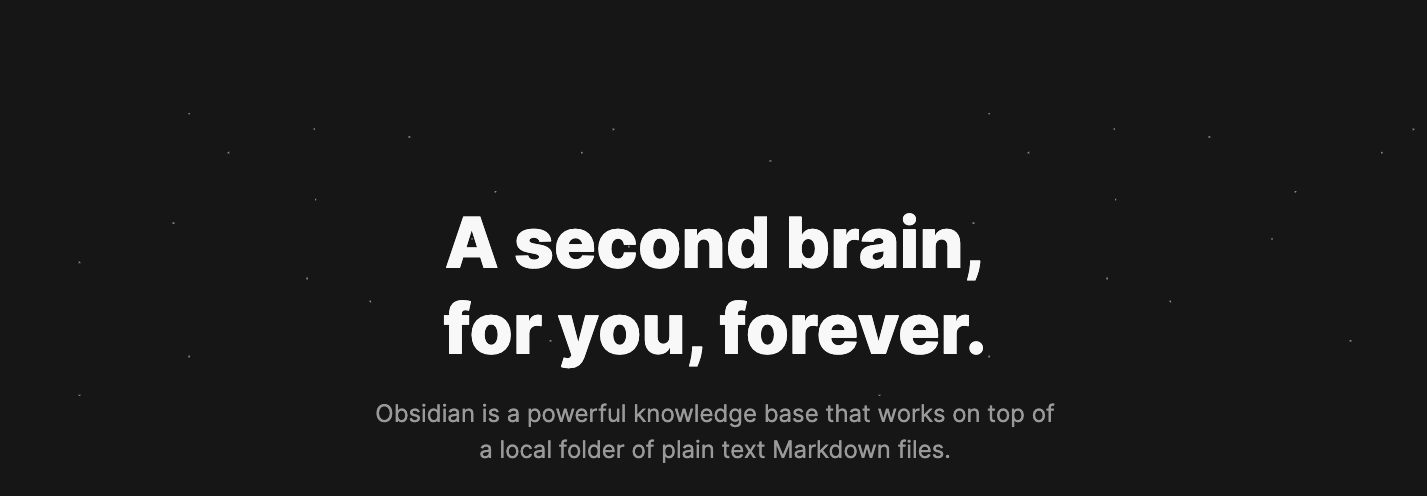 A second brain,
for you, forever.
Obsidian is a powerful knowledge base that works on top of
a local folder of plain text Markdown files.